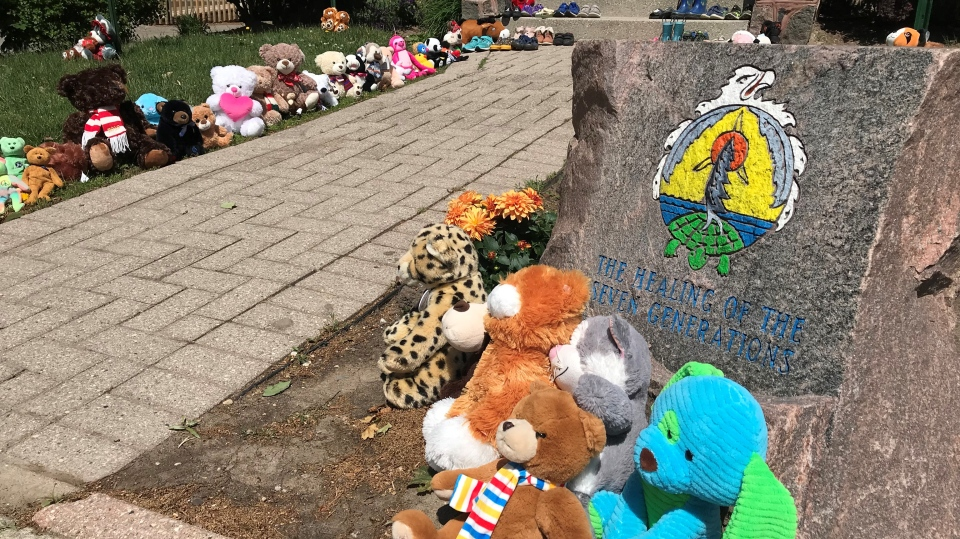 THE HEALING OF THE
SEVEN GENERATIONS